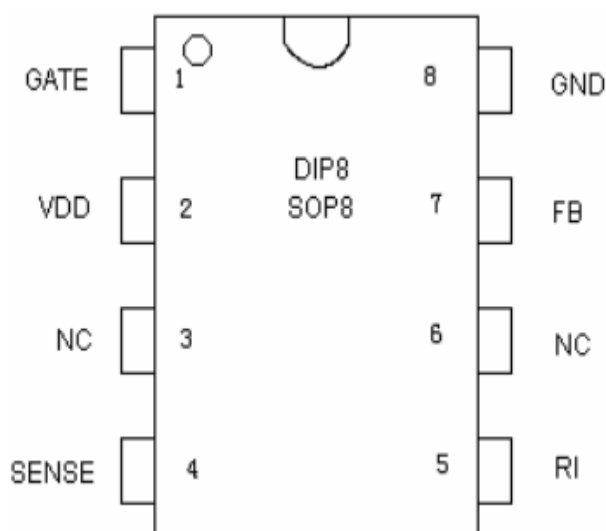 GATE 1 8 GND
DIP8
VDD 2 SOP8 7 FB
NC 3 6 NC
SENSE 4 5 RI